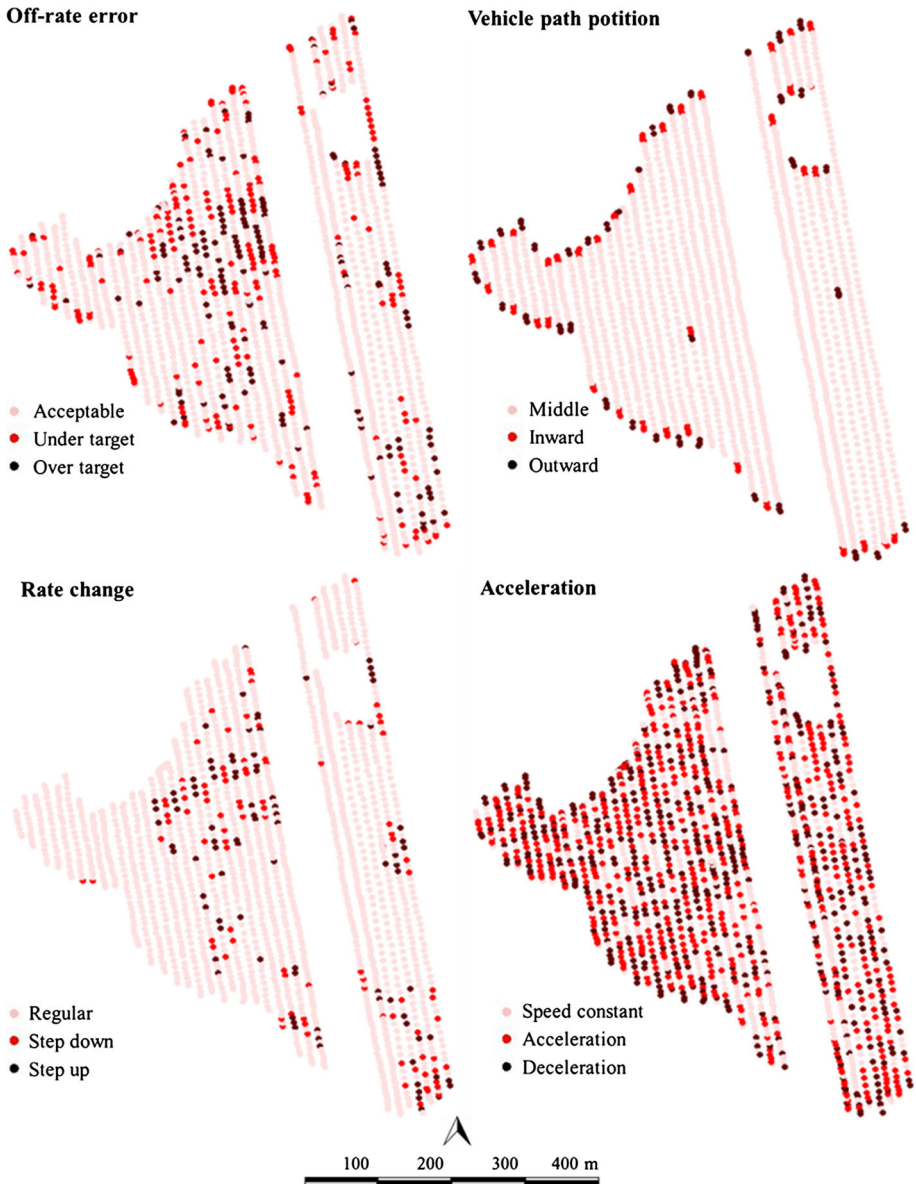 Off-rate error
Vehicle path potition
Acceptable
Under target
Over target
Middle
Inward
Outward
Rate change
Acceleration
Regular
Step down
Step up
Speed constant
Acceleration
Deceleration
100 200 300 400 m